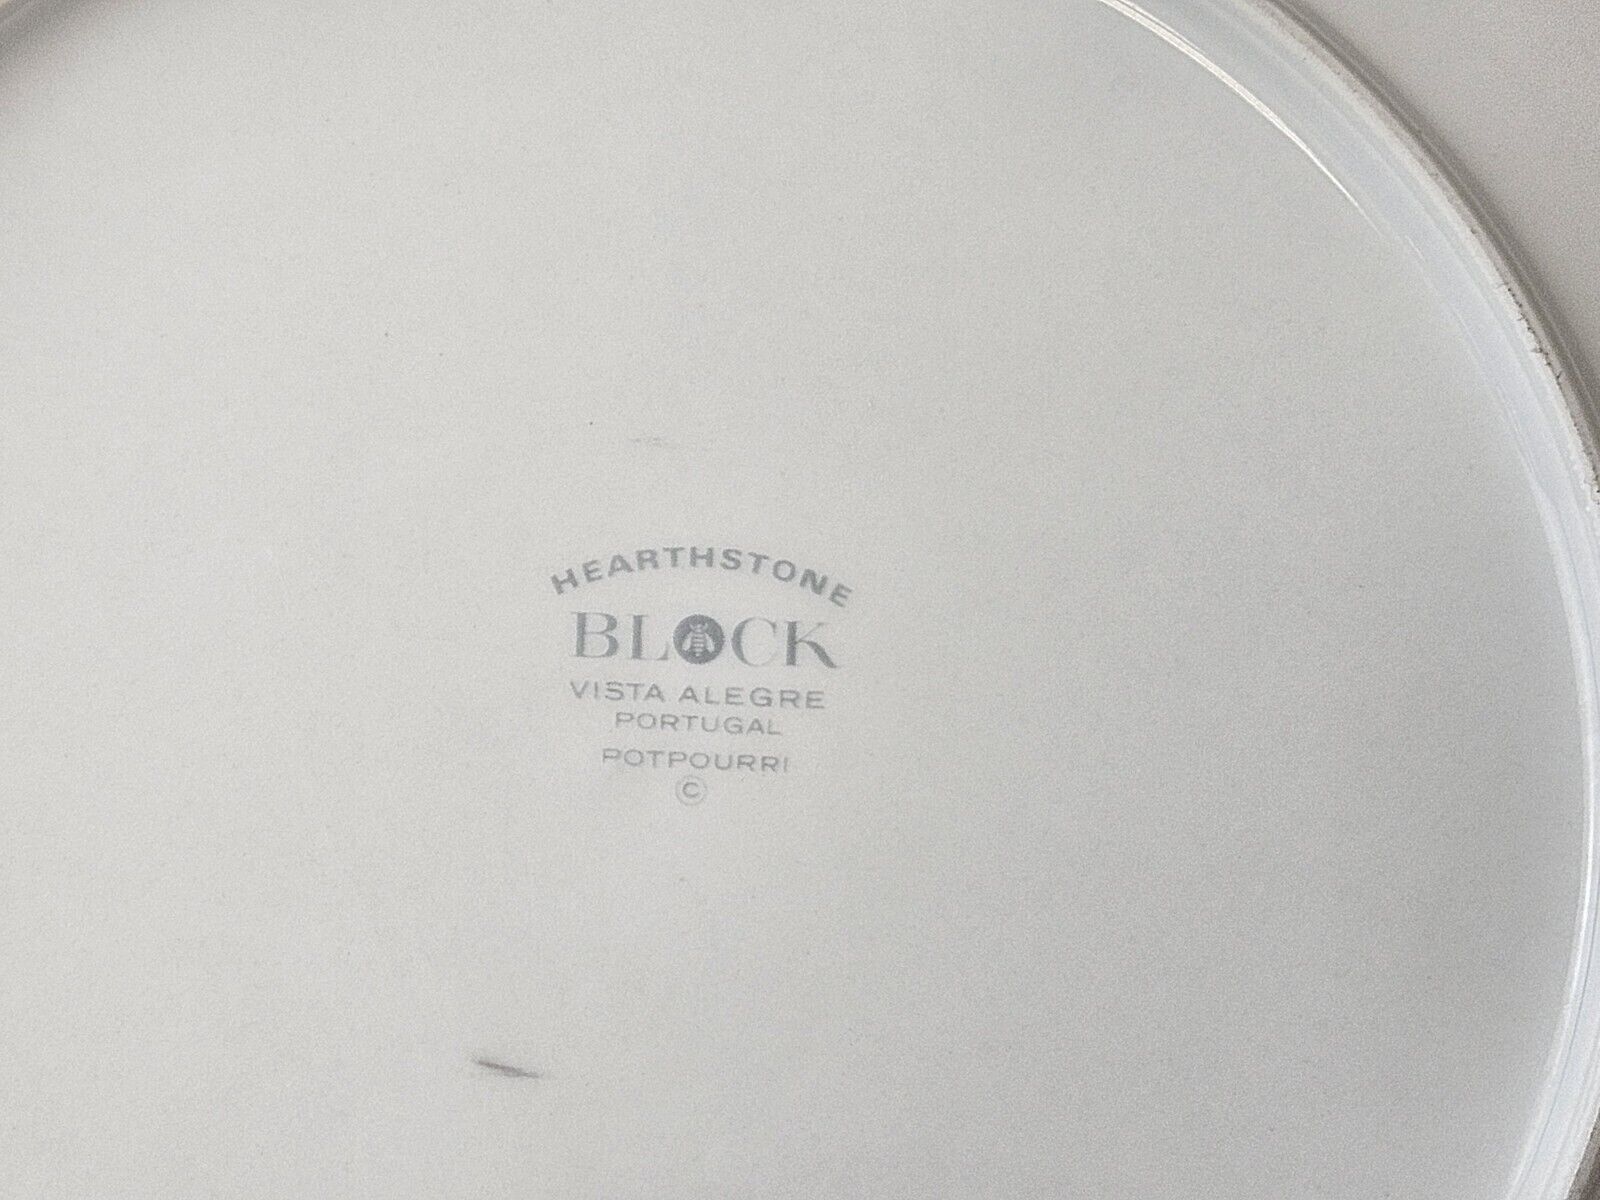 HEARTHSTONE
BLOCK
VISTA ALEGRE
PORTUGAL
POTPOURRI
©